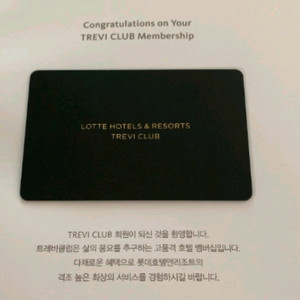 Congratulations on Your
TREVI CLUB Membership
LOTTE HOTELS & RESORTS
TREVI CLUB
TREVI CLUB 회원이 되신 것을 환영합니다.
트레비클럽은 삶의 풍요를 추구하는 고품격 호텔 멤버십입니다.
다채로운 혜택으로 롯데호텔앤리조트의
격조 높은 최상의 서비스를 경험하시길 바랍니다.